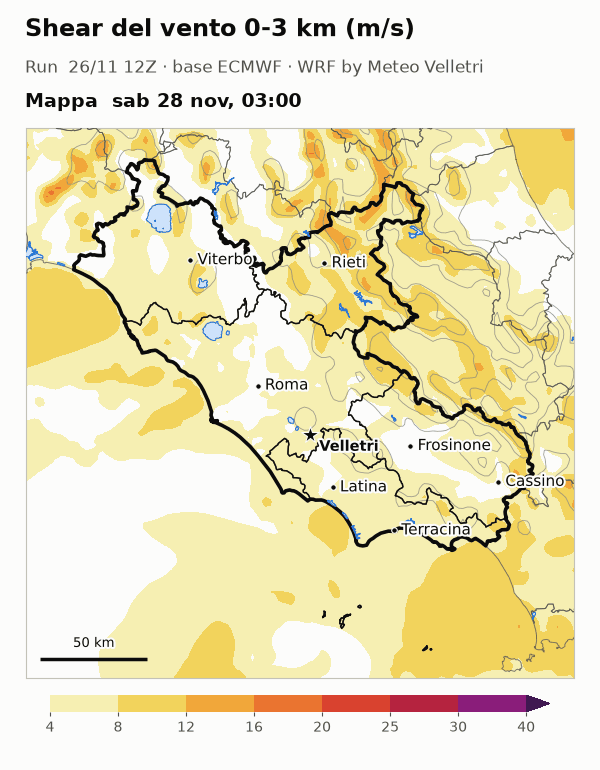 Shear del vento 0-3 km (m/s)
Run  26/11 12Z · base ECMWF · WRF by Meteo Velletri
Mappa  sab 28 nov, 03:00
Viterbo
Rieti
Roma
Velletri
Frosinone
Cassino
Latina
Terracina
50 km
4 8 12 16 20 25 30 40